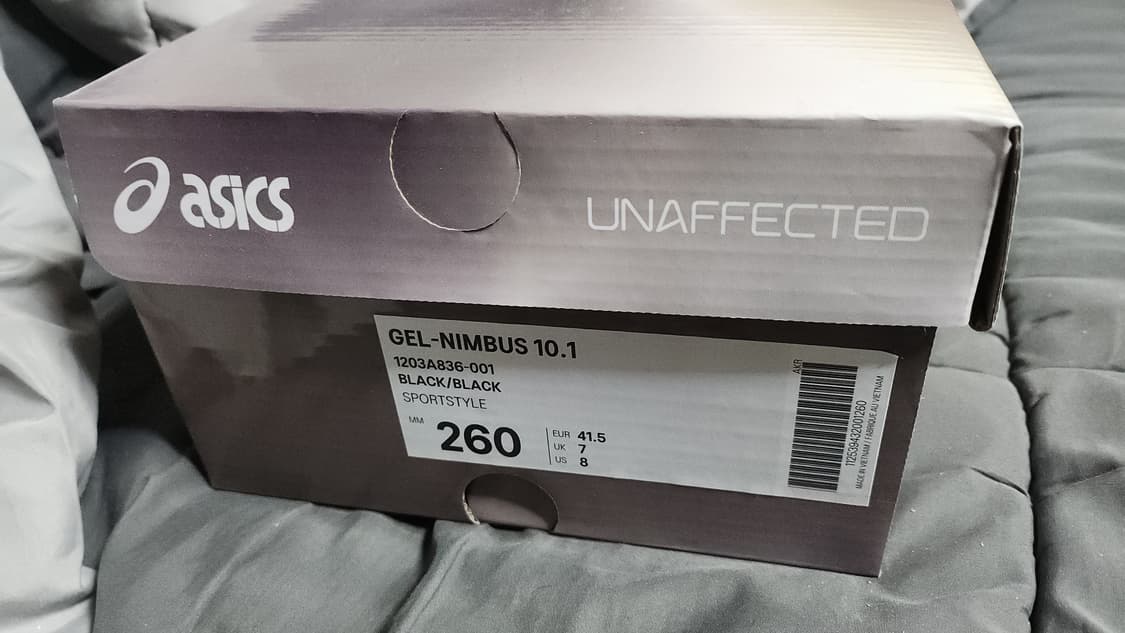 asics
UNAFFECTED
GEL-NIMBUS 10.1
1203A836-001
BLACK/BLACK
SPORTSTYLE
MM 260
EUR 41.5
UK 7
US 8
AKR
112539432001260
MADE IN VIETNAM / FABRIQUE AU VIETNAM